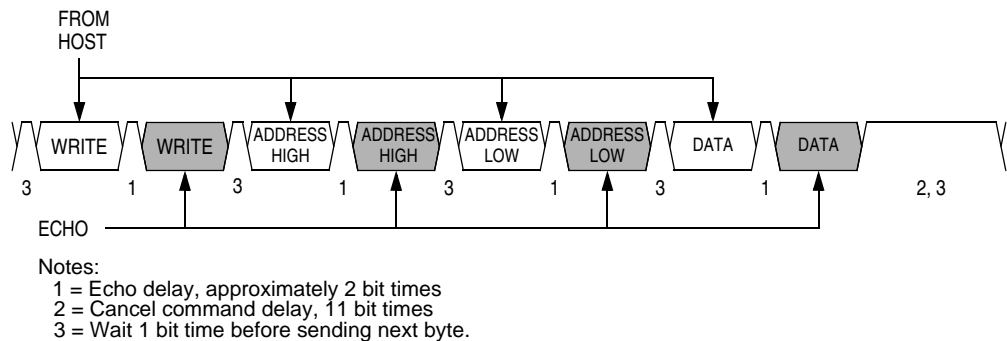 FROM
HOST
WRITE WRITE ADDRESS HIGH ADDRESS HIGH ADDRESS LOW ADDRESS LOW DATA DATA
3 1 3 1 3 1 3 1 2, 3
ECHO
Notes:
1 = Echo delay, approximately 2 bit times
2 = Cancel command delay, 11 bit times
3 = Wait 1 bit time before sending next byte.